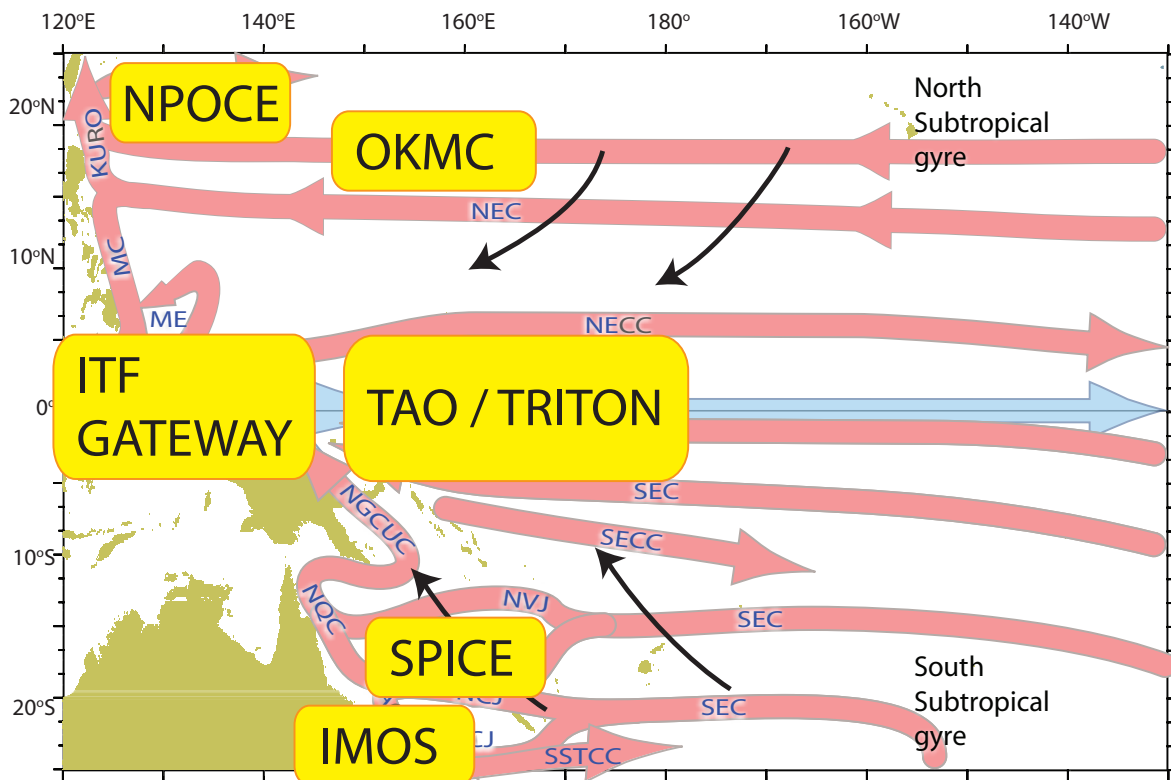 120°E
140°E
160°E
180°
160°W
140°W
20°N
10°N
0°
10°S
20°S
NPOCE
OKMC
North
Subtropical
gyre
KURO
NEC
MC
ME
NECC
ITF
GATEWAY
TAO / TRITON
SEC
NGCUC
SECC
NQC
NVJ
SEC
SPICE
South
Subtropical
gyre
NCJ
SEC
IMOS
CJ
SSTCC